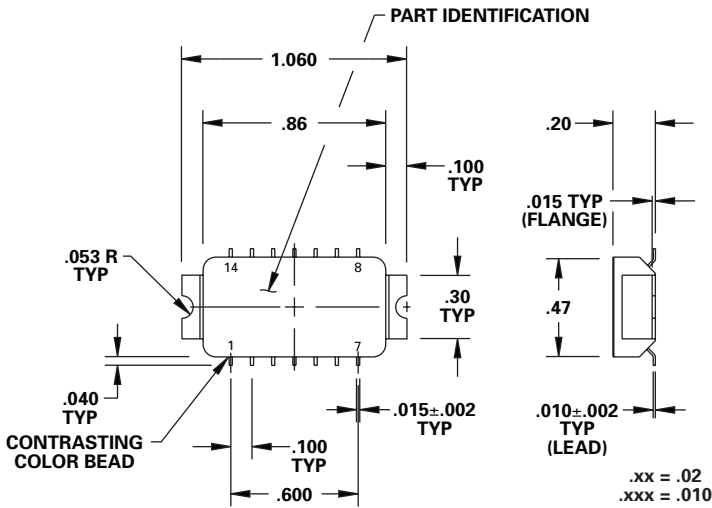 PART IDENTIFICATION
1.060
.86
.20
.100
TYP
.015 TYP
(FLANGE)
.053 R
TYP
14
8
.30
TYP
.47
1
7
.040
TYP
.015±.002
TYP
.010±.002
TYP
(LEAD)
CONTRASTING
COLOR BEAD
.100
TYP
.600
.xx = .02
.xxx = .010